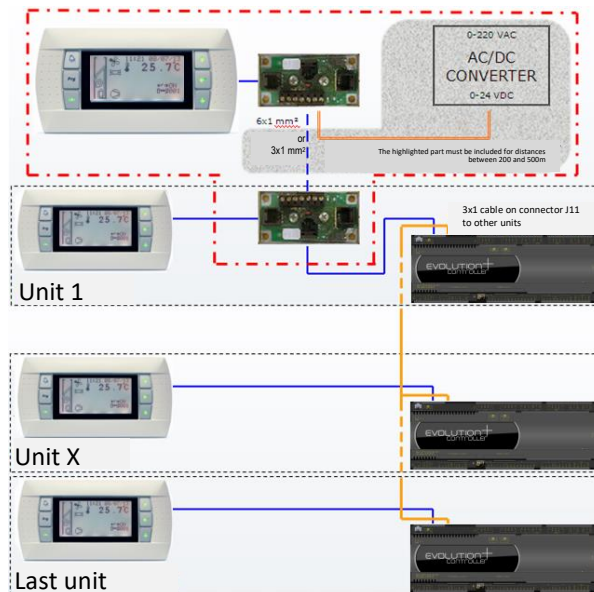 0-220 VAC
AC/DC
CONVERTER
0-24 VDC
25.7℃
6x1 mm²
or
3x1 mm²
The highlighted part must be included for distances
between 200 and 500m
3x1 cable on connector J11
to other units
25.7℃
EVOLUTION+
controller
Unit 1
25.7℃
EVOLUTION+
controller
Unit X
25.7℃
EVOLUTION+
controller
Last unit